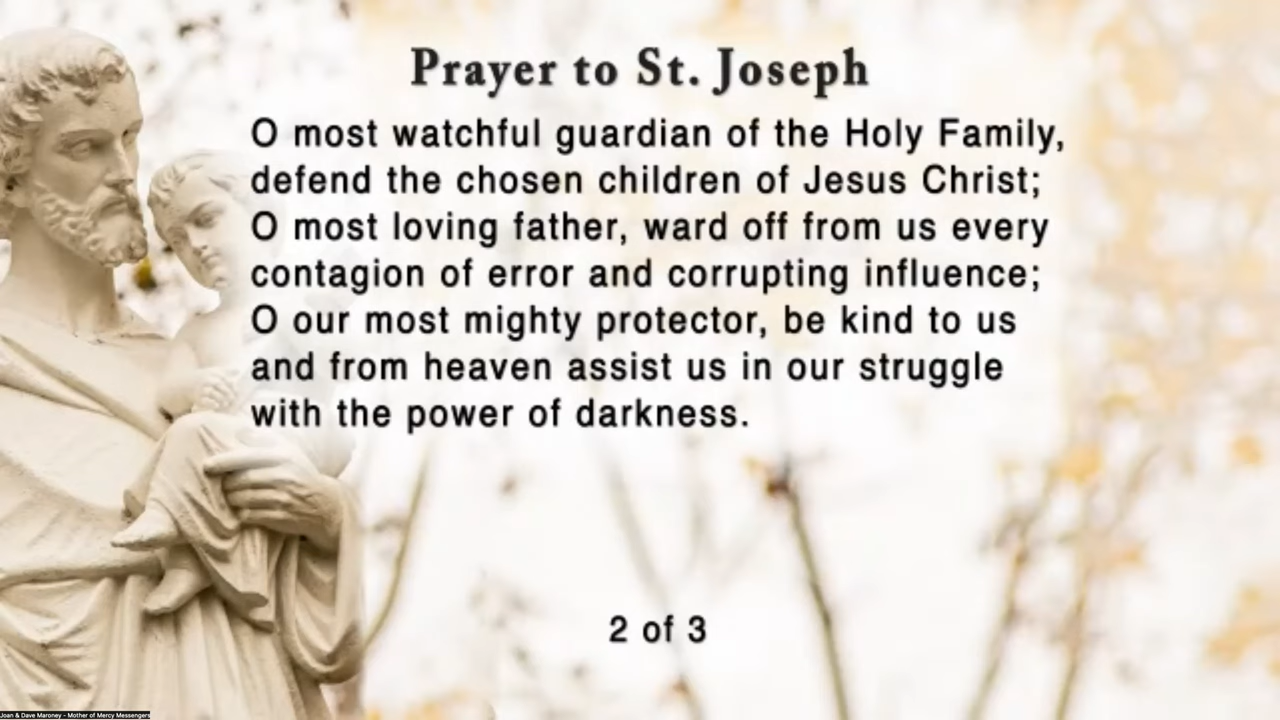 Prayer to St. Joseph
O most watchful guardian of the Holy Family,
defend the chosen children of Jesus Christ;
O most loving father, ward off from us every
contagion of error and corrupting influence;
O our most mighty protector, be kind to us
and from heaven assist us in our struggle
with the power of darkness.
2 of 3
Joan & Dave Maroney - Mother of Mercy Messengers